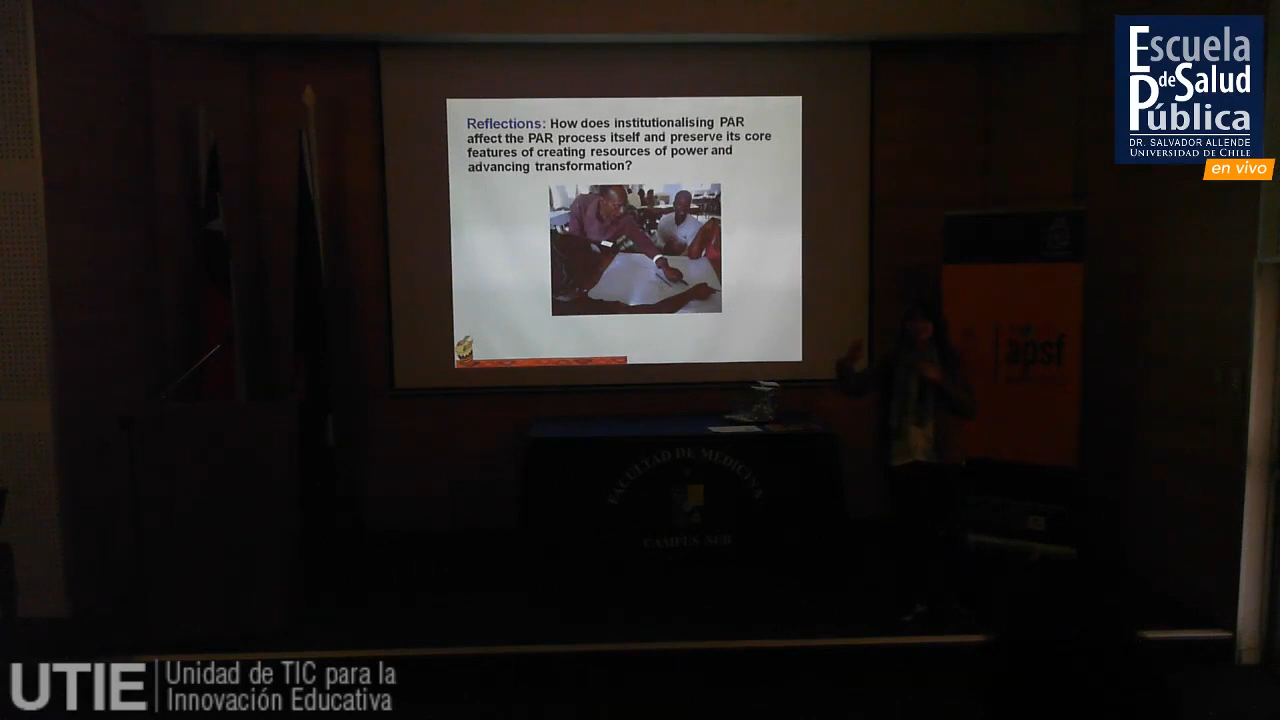 Reflections: How does institutionalising PAR
affect the PAR process itself and preserve its core
features of creating resources of power and
advancing transformation?
Escuela
de Salud
Pública
DR. SALVADOR ALLENDE
UNIVERSIDAD DE CHILE
en vivo
apsf
FACULTAD DE MEDICINA
CAMPUS SUR
UTIE
Unidad de TIC para la
Innovación Educativa